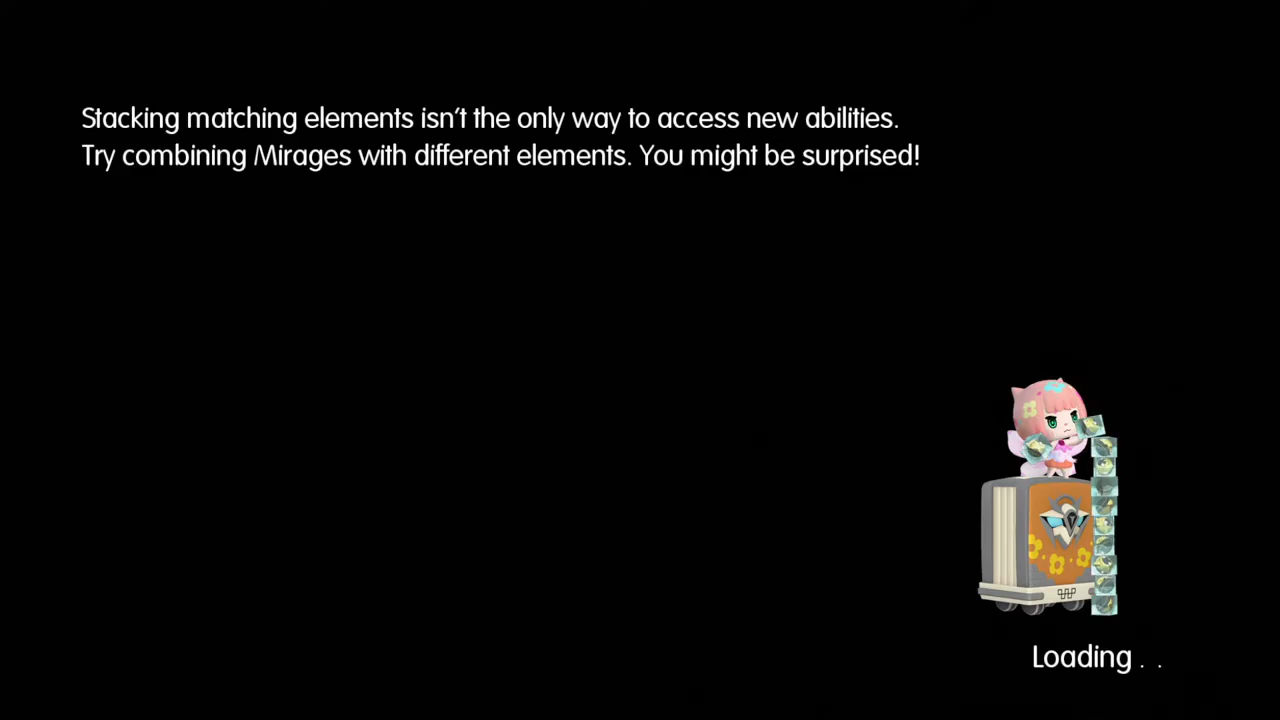 Stacking matching elements isn't the only way to access new abilities.
Try combining Mirages with different elements. You might be surprised!
Loading . .